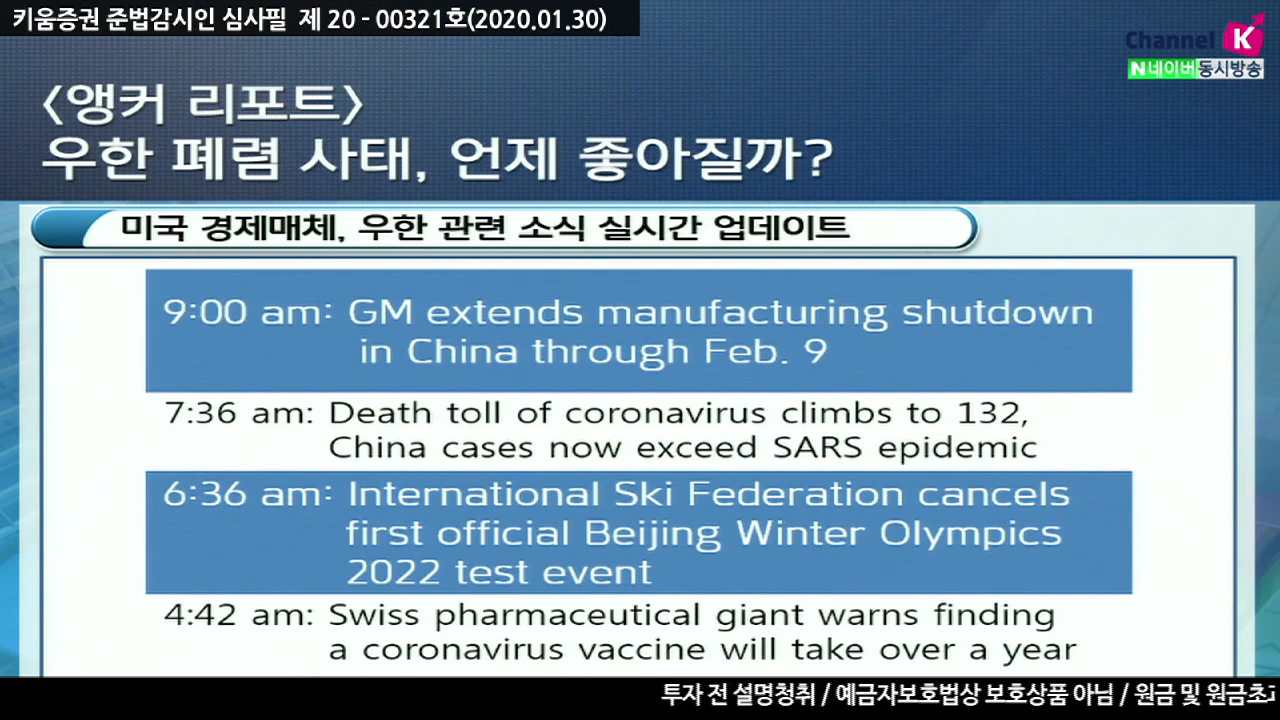 키움증권 준법감시인 심사필 제 20 - 00321호(2020.01.30)
Channel K
N네이버 동시방송
<앵커 리포트>
우한 폐렴 사태, 언제 좋아질까?
미국 경제매체, 우한 관련 소식 실시간 업데이트
9:00 am: GM extends manufacturing shutdown
in China through Feb. 9
7:36 am: Death toll of coronavirus climbs to 132,
China cases now exceed SARS epidemic
6:36 am: International Ski Federation cancels
first official Beijing Winter Olympics
2022 test event
4:42 am: Swiss pharmaceutical giant warns finding
a coronavirus vaccine will take over a year
투자 전 설명청취 / 예금자보호법상 보호상품 아님 / 원금 및 원금초